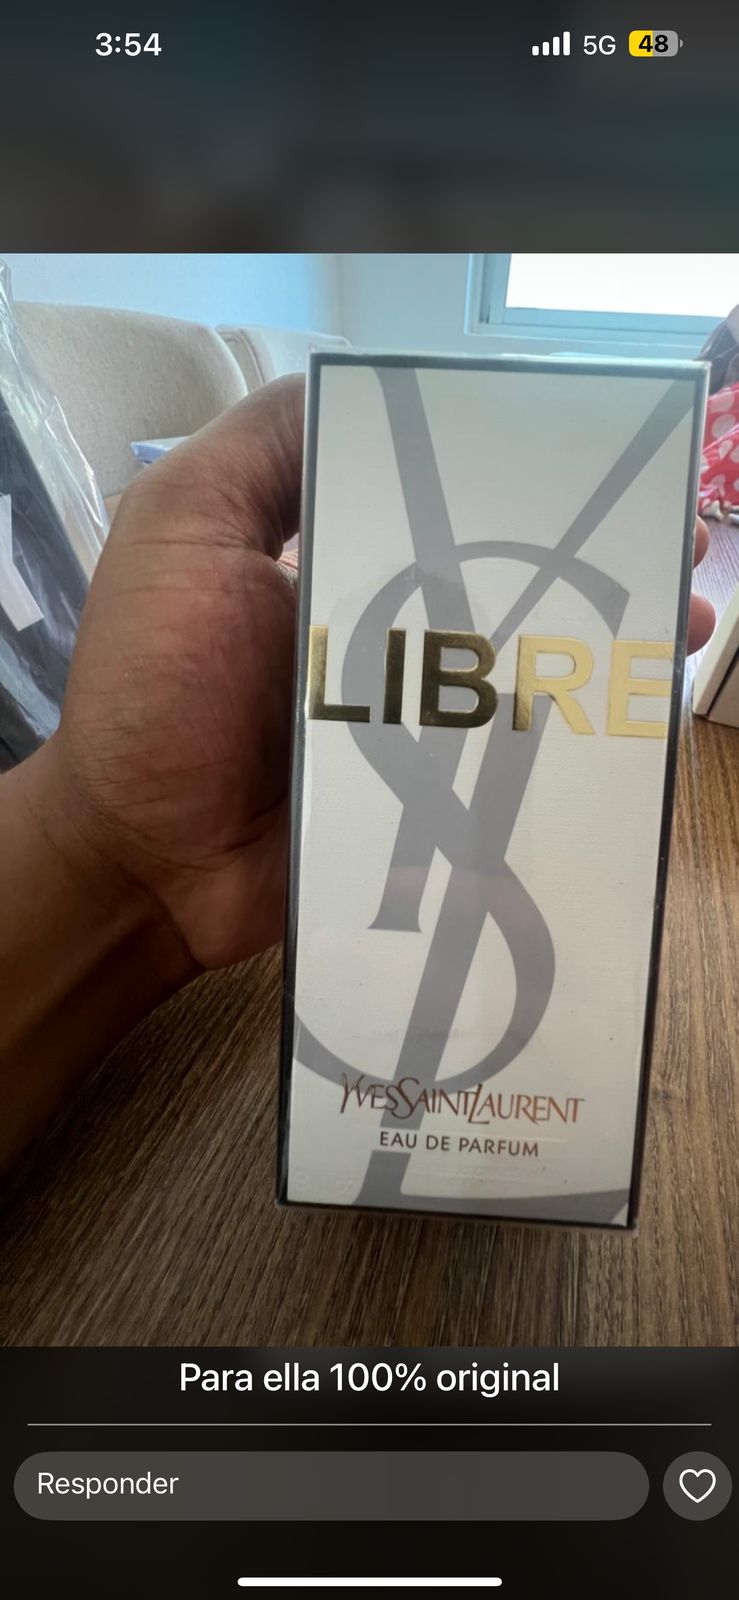 3:54
5G
48
LIBRE
YVESSAINTLAURENT
EAU DE PARFUM
Para ella 100% original
Responder